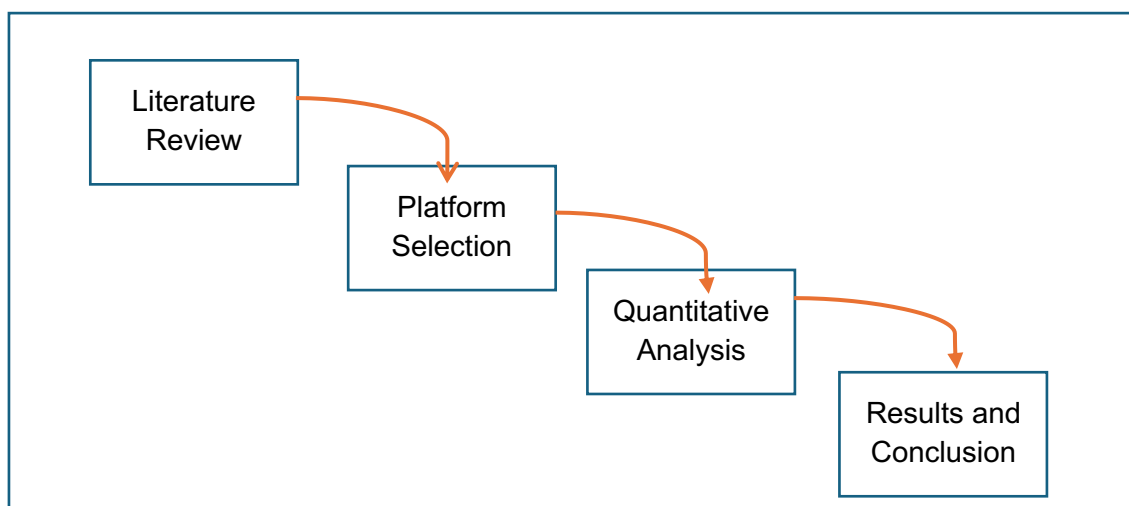 Literature
Review
Platform
Selection
Quantitative
Analysis
Results and
Conclusion